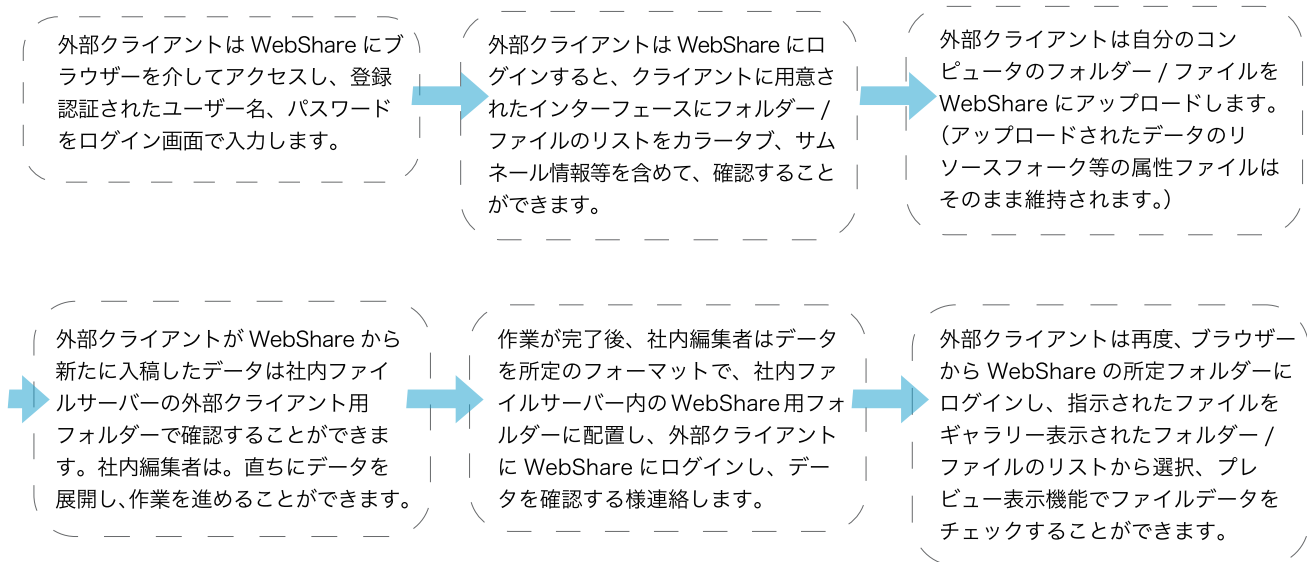 外部クライアントは WebShare にブ
ラウザーを介してアクセスし、登録
認証されたユーザー名、パスワード
をログイン画面で入力します。
外部クライアントは WebShare にロ
グインすると、クライアントに用意さ
れたインターフェースにフォルダー /
ファイルのリストをカラータブ、サム
ネール情報等を含めて、確認すること
ができます。
外部クライアントは自分のコン
ピュータのフォルダー / ファイルを
WebShare にアップロードします。
（アップロードされたデータのリ
ソースフォーク等の属性ファイルは
そのまま維持されます。）
外部クライアントが WebShare から
新たに入稿したデータは社内ファイ
ルサーバーの外部クライアント用
フォルダーで確認することができま
す。社内編集者は。直ちにデータを
展開し、作業を進めることができます。
作業が完了後、社内編集者はデータ
を所定のフォーマットで、社内ファ
イルサーバー内の WebShare 用フォ
ルダーに配置し、外部クライアント
に WebShare にログインし、デー
タを確認する様連絡します。
外部クライアントは再度、ブラウザー
から WebShare の所定フォルダーに
ログインし、指示されたファイルを
ギャラリー表示されたフォルダー /
ファイルのリストから選択、プレ
ビュー表示機能でファイルデータを
チェックすることができます。